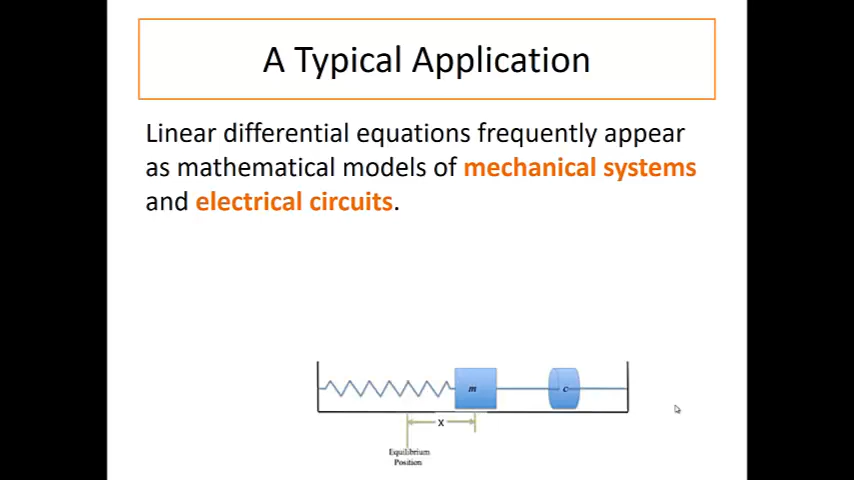 A Typical Application
Linear differential equations frequently appear
as mathematical models of mechanical systems
and electrical circuits.
m
c
x
Equilibrium
Position